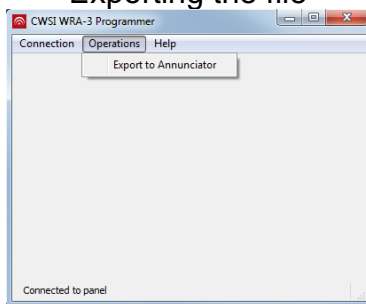 Exporting the file
CWSI WRA-3 Programmer
Connection Operations Help
Export to Annunciator
Connected to panel